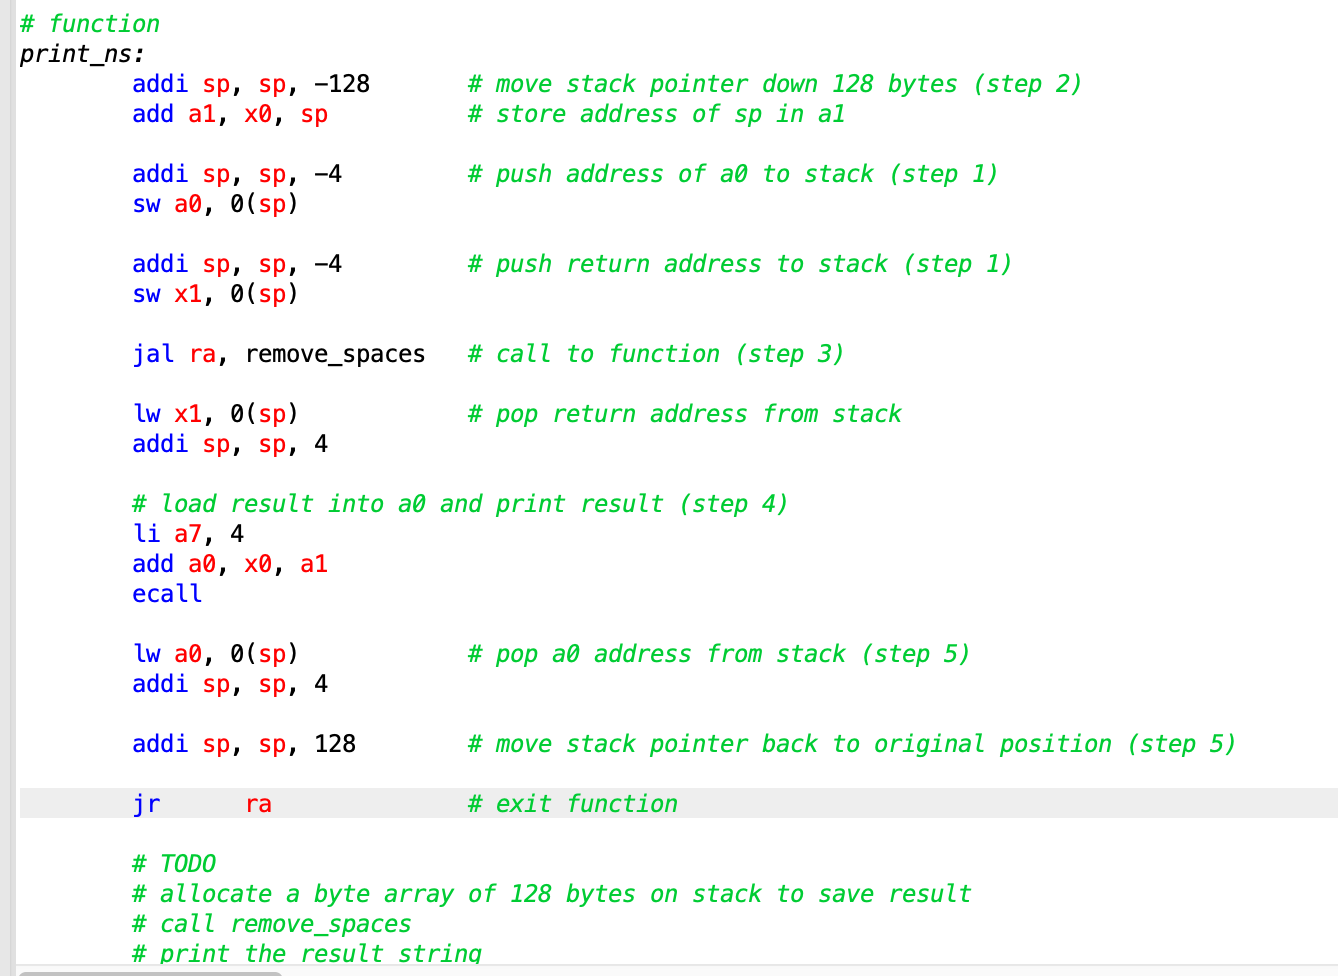 # function
print_ns:
addi sp, sp, -128 # move stack pointer down 128 bytes (step 2)
add a1, x0, sp # store address of sp in a1
addi sp, sp, -4 # push address of a0 to stack (step 1)
sw a0, 0(sp)
addi sp, sp, -4 # push return address to stack (step 1)
sw x1, 0(sp)
jal ra, remove_spaces # call to function (step 3)
lw x1, 0(sp) # pop return address from stack
addi sp, sp, 4
# load result into a0 and print result (step 4)
li a7, 4
add a0, x0, a1
ecall
lw a0, 0(sp) # pop a0 address from stack (step 5)
addi sp, sp, 4
addi sp, sp, 128 # move stack pointer back to original position (step 5)
jr ra # exit function
# TODO
# allocate a byte array of 128 bytes on stack to save result
# call remove_spaces
# print the result string